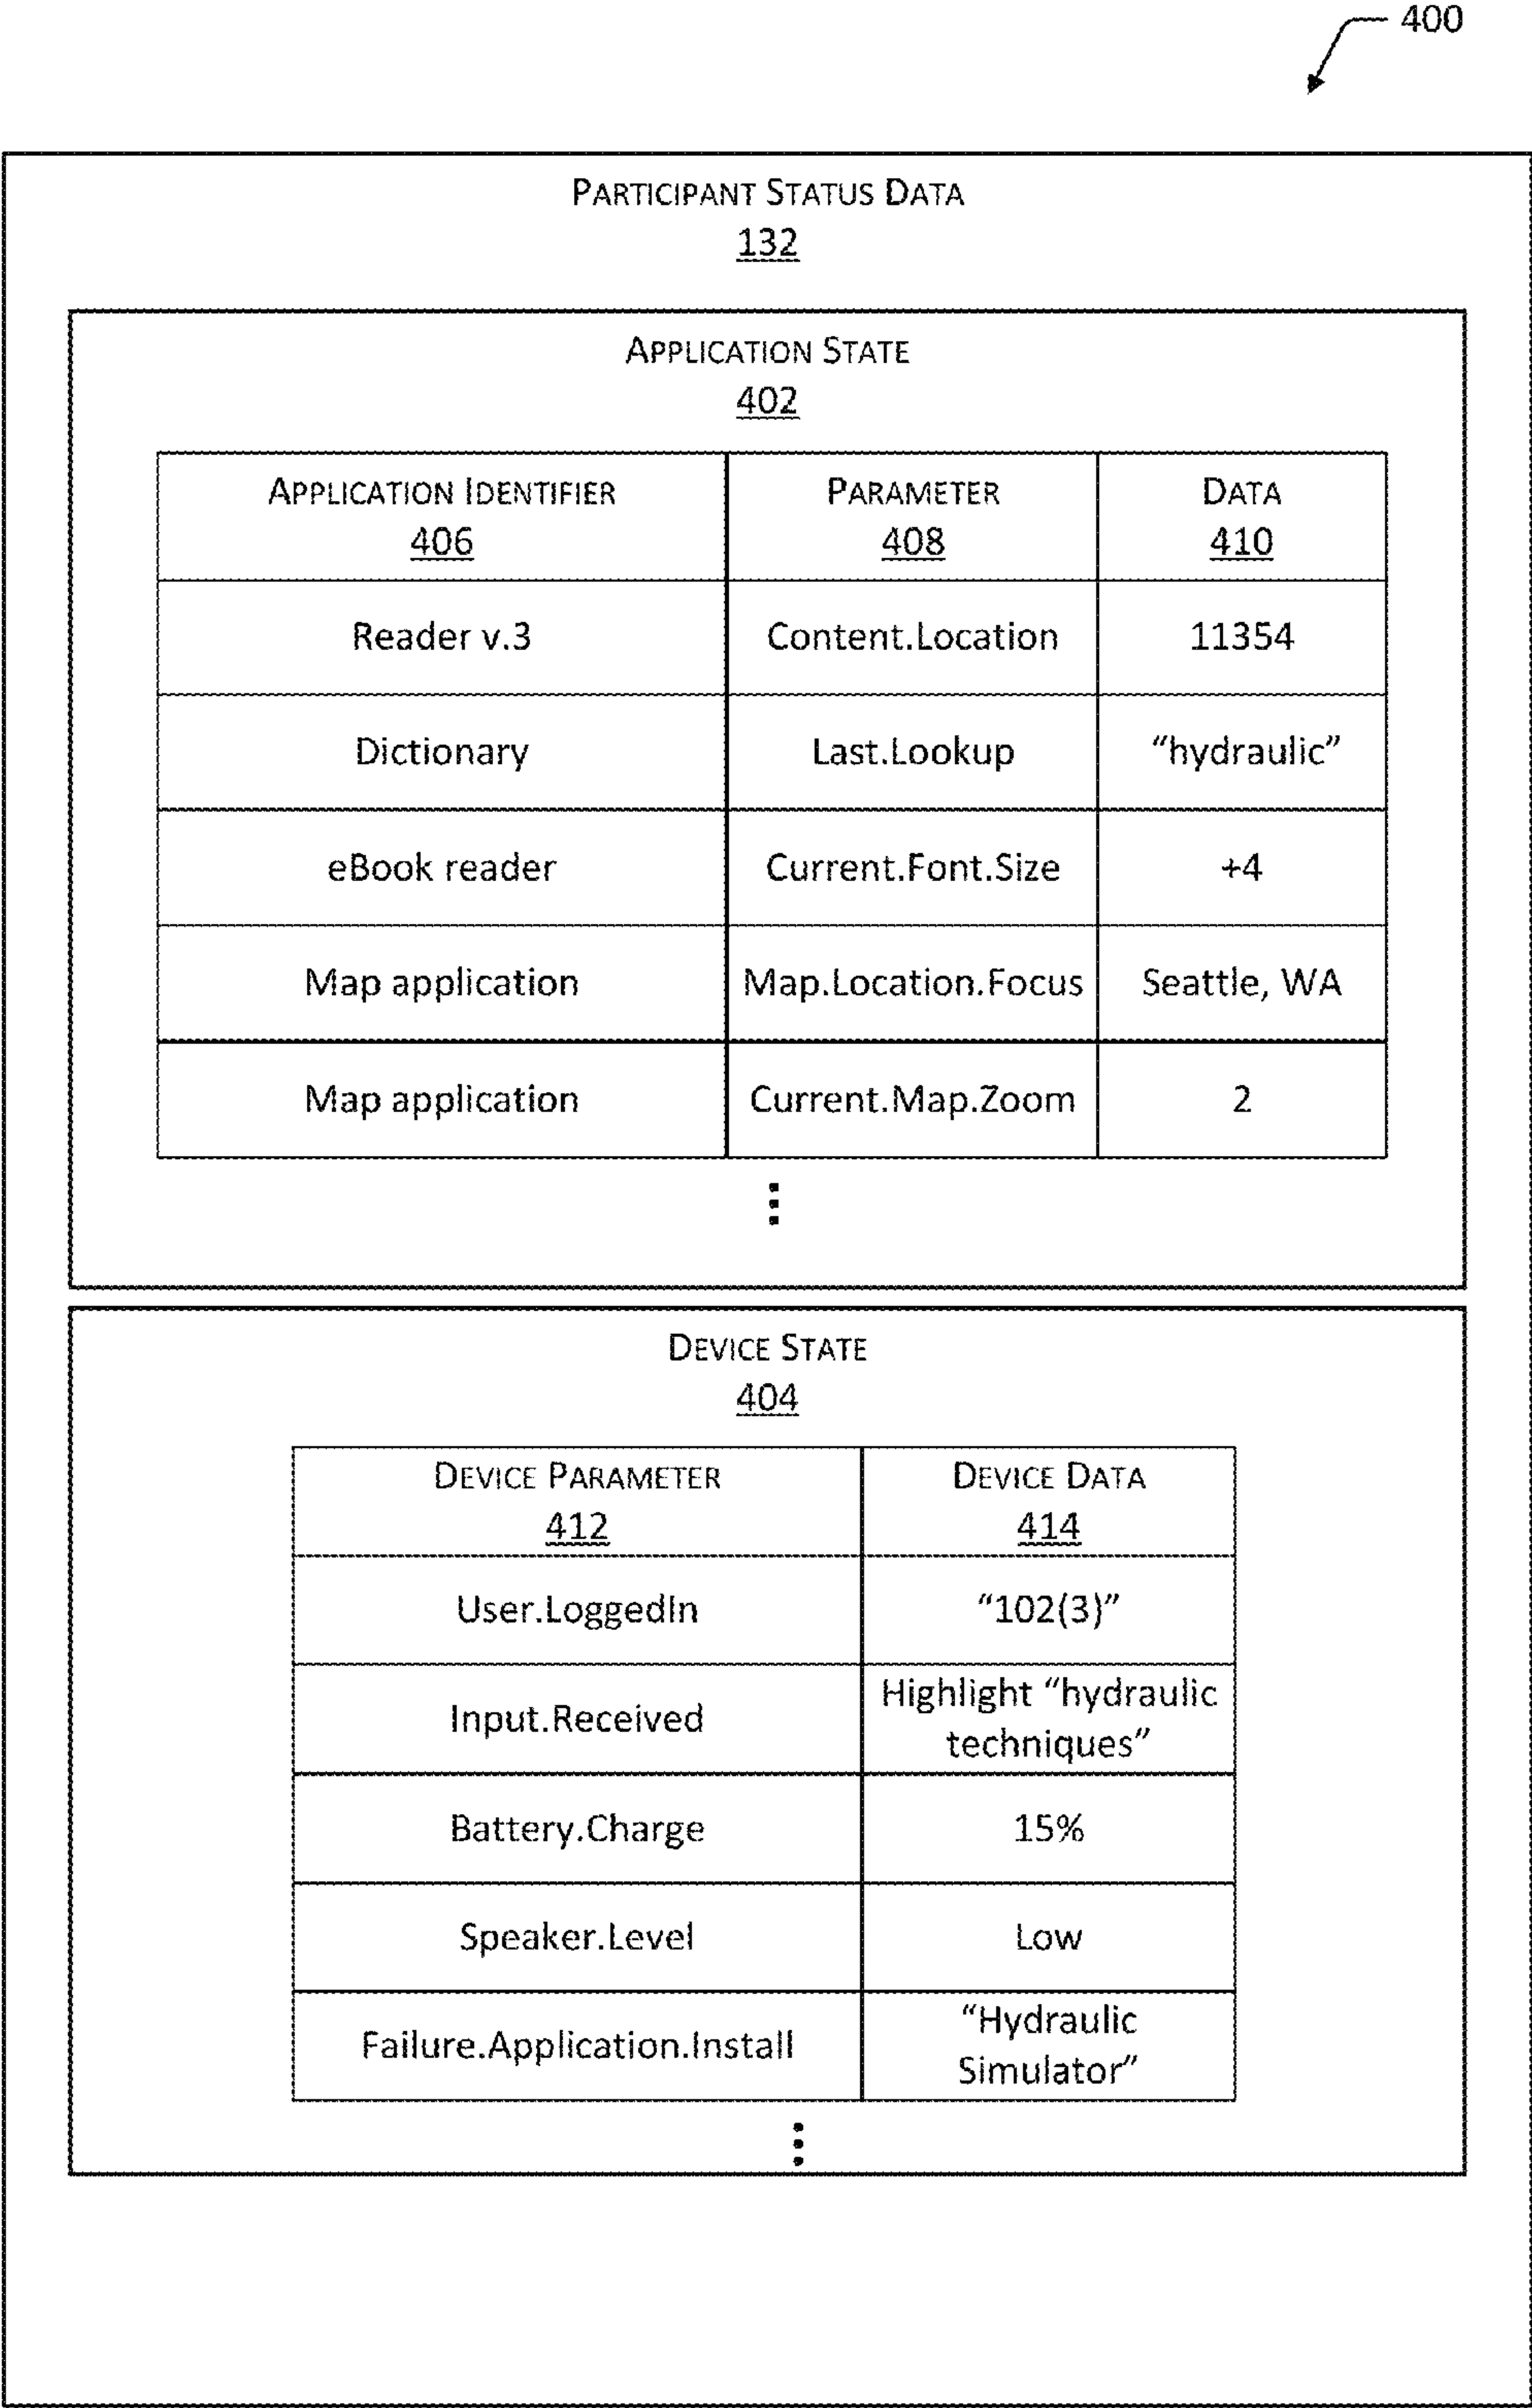 400
PARTICIPANT STATUS DATA
132
APPLICATION STATE
402
APPLICATION IDENTIFIER PARAMETER DATA
406 408 410
Reader v.3 Content.Location 11354
Dictionary Last.Lookup “hydraulic”
eBook reader Current.Font.Size +4
Map application Map.Location.Focus Seattle, WA
Map application Current.Map.Zoom 2
DEVICE STATE
404
DEVICE PARAMETER DEVICE DATA
412 414
User.LoggedIn “102(3)”
Input.Received Highlight “hydraulic
techniques”
Battery.Charge 15%
Speaker.Level Low
Failure.Application.Install “Hydraulic
Simulator”